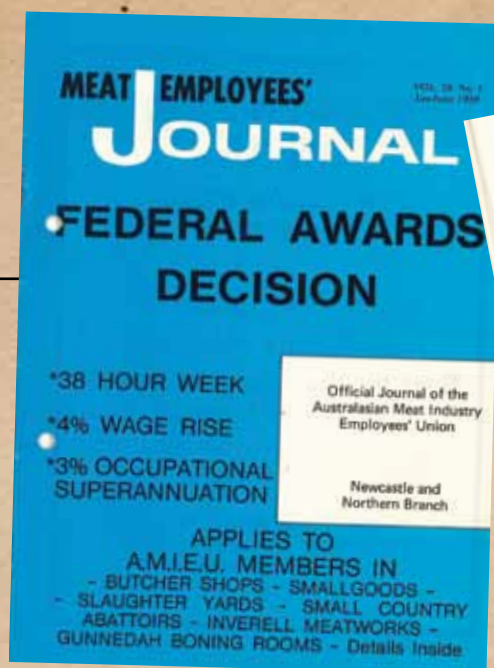 MEAT EMPLOYEES'
JOURNAL
FEDERAL AWARDS
DECISION
*38 HOUR WEEK
*4% WAGE RISE
*3% OCCUPATIONAL
SUPERANNUATION
Official Journal of the
Australasian Meat Industry
Employees' Union
Newcastle and
Northern Branch
APPLIES TO
A.M.I.E.U. MEMBERS IN
- BUTCHER SHOPS - SMALLGOODS -
- SLAUGHTER YARDS - SMALL COUNTRY
ABATTOIRS - INVERELL MEATWORKS -
GUNNEDAH BONING ROOMS - Details Inside